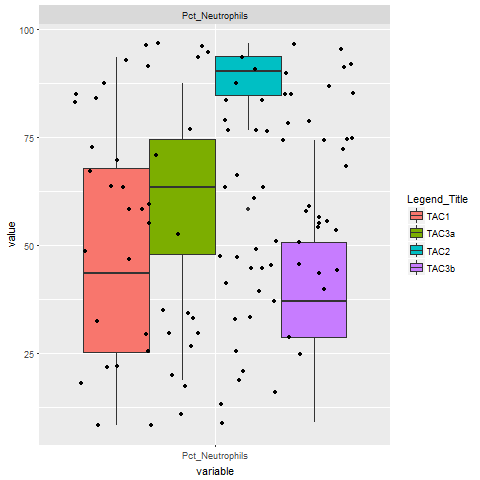 Pct_Neutrophils
100
75
50
25
value
Pct_Neutrophils
variable
Legend_Title
TAC1
TAC3a
TAC2
TAC3b